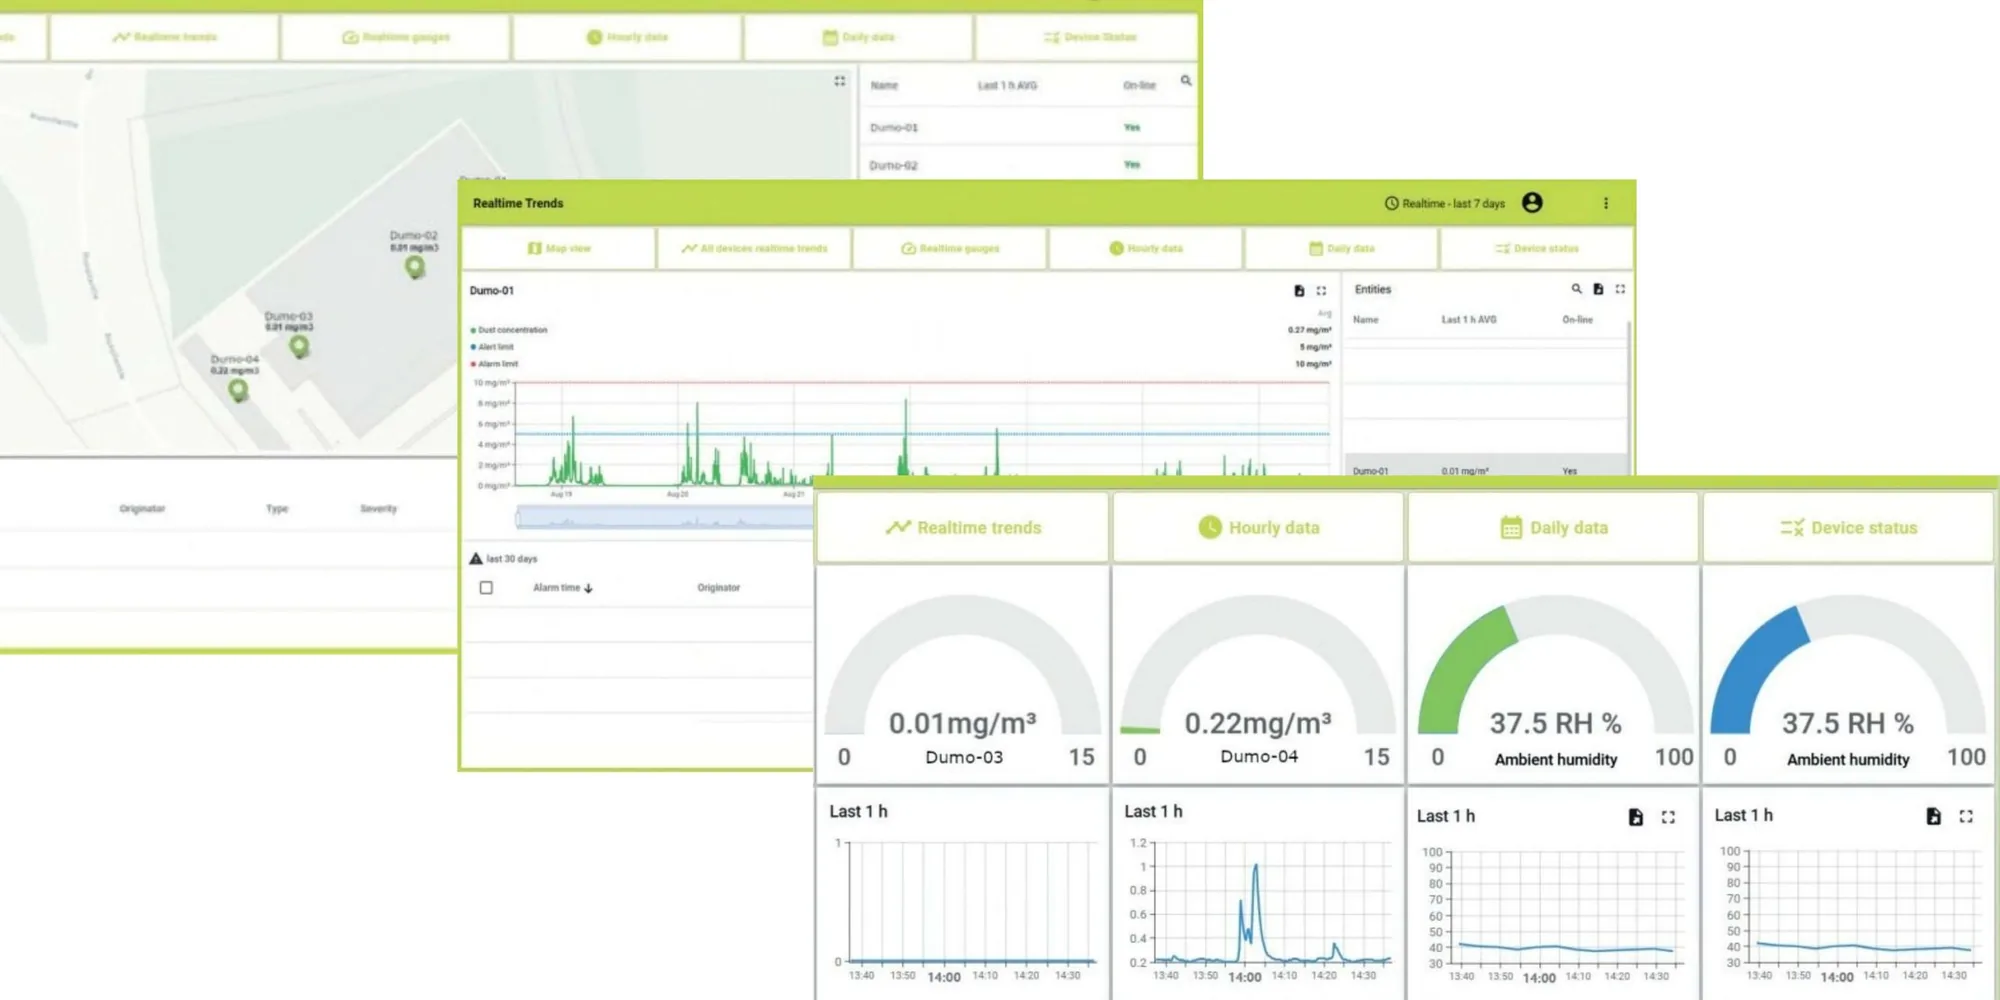 Realtime trends
Realtime gauges
Hourly data
Daily data
Device Status
Name Last 1 h AVG On-line
Dumo-01 Yes
Dumo-02 Yes
Dumo-02
0.01 mg/m3
Dumo-03
0.01 mg/m3
Dumo-04
0.22 mg/m3
Originator Type Severity
Realtime Trends
Realtime - last 7 days
Map view
All devices realtime trends
Realtime gauges
Hourly data
Daily data
Device status
Dumo-01
Avg
Dust concentration 0.27 mg/m³
Alert limit 5 mg/m³
Alarm limit 10 mg/m³
10 mg/m³
8 mg/m³
6 mg/m³
4 mg/m³
2 mg/m³
0 mg/m³
Aug 19 Aug 20 Aug 21
Entities
Name Last 1 h AVG On-line
Dumo-01 0.01 mg/m³ Yes
last 30 days
Alarm time Originator
Realtime trends
Hourly data
Daily data
Device status
0.01mg/m³
0 Dumo-03 15
0.22mg/m³
0 Dumo-04 15
37.5 RH %
0 Ambient humidity 100
37.5 RH %
0 Ambient humidity 100
Last 1 h
1
0
13:40 13:50 14:00 14:10 14:20 14:30
Last 1 h
1.2
1
0.8
0.6
0.4
0.2
13:40 13:50 14:00 14:10 14:20 14:30
Last 1 h
100
90
80
70
60
50
40
30
13:40 13:50 14:00 14:10 14:20 14:30
Last 1 h
100
90
80
70
60
50
40
30
13:40 13:50 14:00 14:10 14:20 14:30